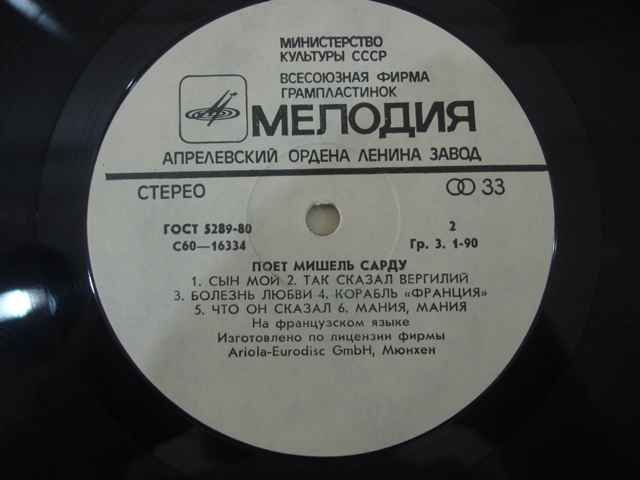 МИНИСТЕРСТВО
КУЛЬТУРЫ СССР
ВСЕСОЮЗНАЯ ФИРМА
ГРАМПЛАСТИНОК
МЕЛОДИЯ
АПРЕЛЕВСКИЙ ОРДЕНА ЛЕНИНА ЗАВОД
СТЕРЕО 33
ГОСТ 5289-80 2
С60—16334 Гр. 3. 1-90
ПОЕТ МИШЕЛЬ САРДУ
1. СЫН МОЙ 2. ТАК СКАЗАЛ ВЕРГИЛИЙ
3. БОЛЕЗНЬ ЛЮБВИ 4. КОРАБЛЬ «ФРАНЦИЯ»
5. ЧТО ОН СКАЗАЛ 6. МАНИЯ, МАНИЯ
На французском языке
Изготовлено по лицензии фирмы
Ariola-Eurodisc GmbH, Мюнхен